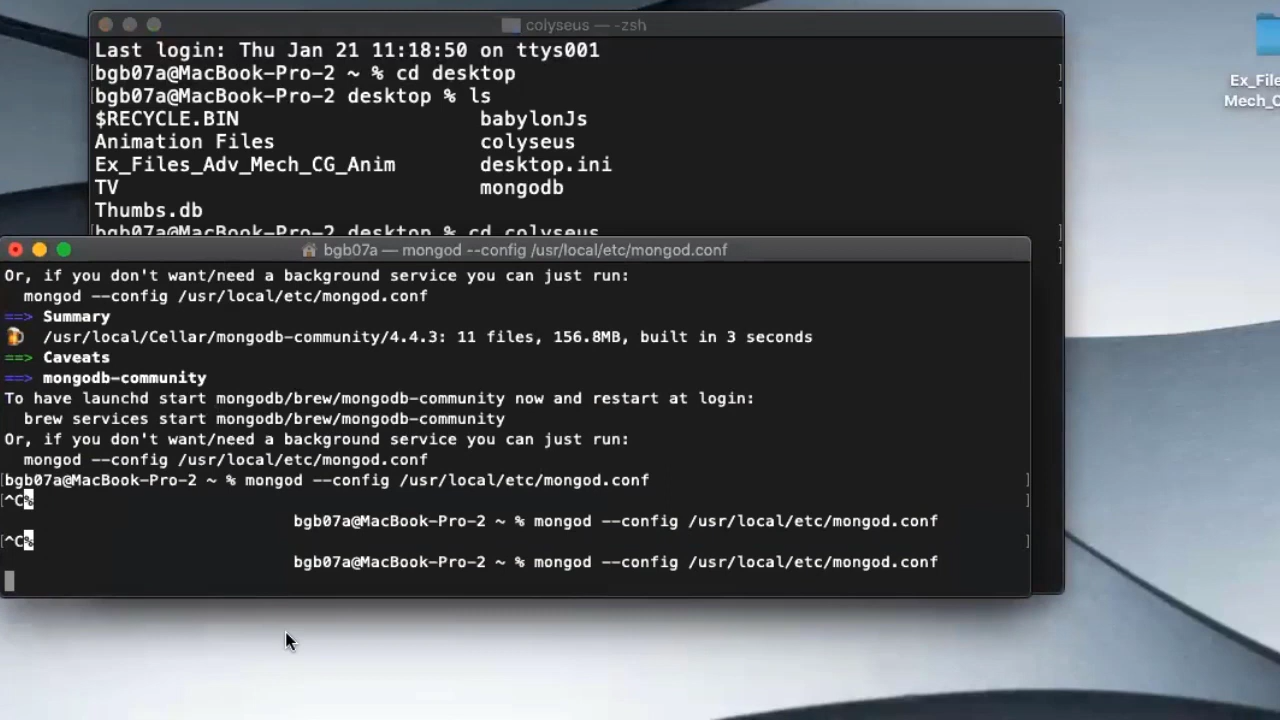 colyseus — -zsh
Last login: Thu Jan 21 11:18:50 on ttys001
[bgb07a@MacBook-Pro-2 ~ % cd desktop ]
[bgb07a@MacBook-Pro-2 desktop % ls ]
$RECYCLE.BIN babylonJs
Animation Files colyseus
Ex_Files_Adv_Mech_CG_Anim desktop.ini
TV mongodb
Thumbs.db
[bgb07a@MacBook-Pro-2 desktop % cd colyseus ]
bgb07a — mongod --config /usr/local/etc/mongod.conf
Or, if you don't want/need a background service you can just run:
mongod --config /usr/local/etc/mongod.conf
==> Summary
🍺 /usr/local/Cellar/mongodb-community/4.4.3: 11 files, 156.8MB, built in 3 seconds
==> Caveats
==> mongodb-community
To have launchd start mongodb/brew/mongodb-community now and restart at login:
brew services start mongodb/brew/mongodb-community
Or, if you don't want/need a background service you can just run:
mongod --config /usr/local/etc/mongod.conf
[bgb07a@MacBook-Pro-2 ~ % mongod --config /usr/local/etc/mongod.conf ]
[^C% ]
bgb07a@MacBook-Pro-2 ~ % mongod --config /usr/local/etc/mongod.conf
[^C% ]
bgb07a@MacBook-Pro-2 ~ % mongod --config /usr/local/etc/mongod.conf